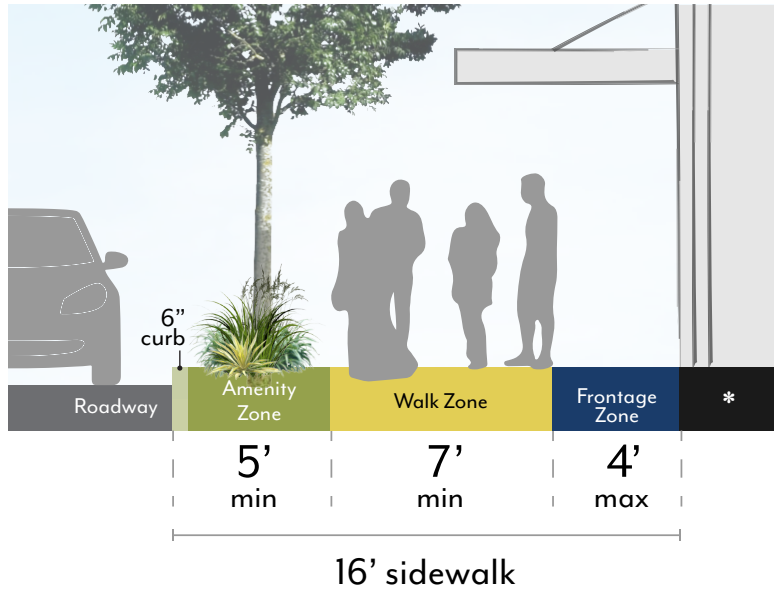 6”
curb
Roadway
Amenity
Zone
Walk Zone
Frontage
Zone
*
5’
min
7’
min
4’
max
16’ sidewalk